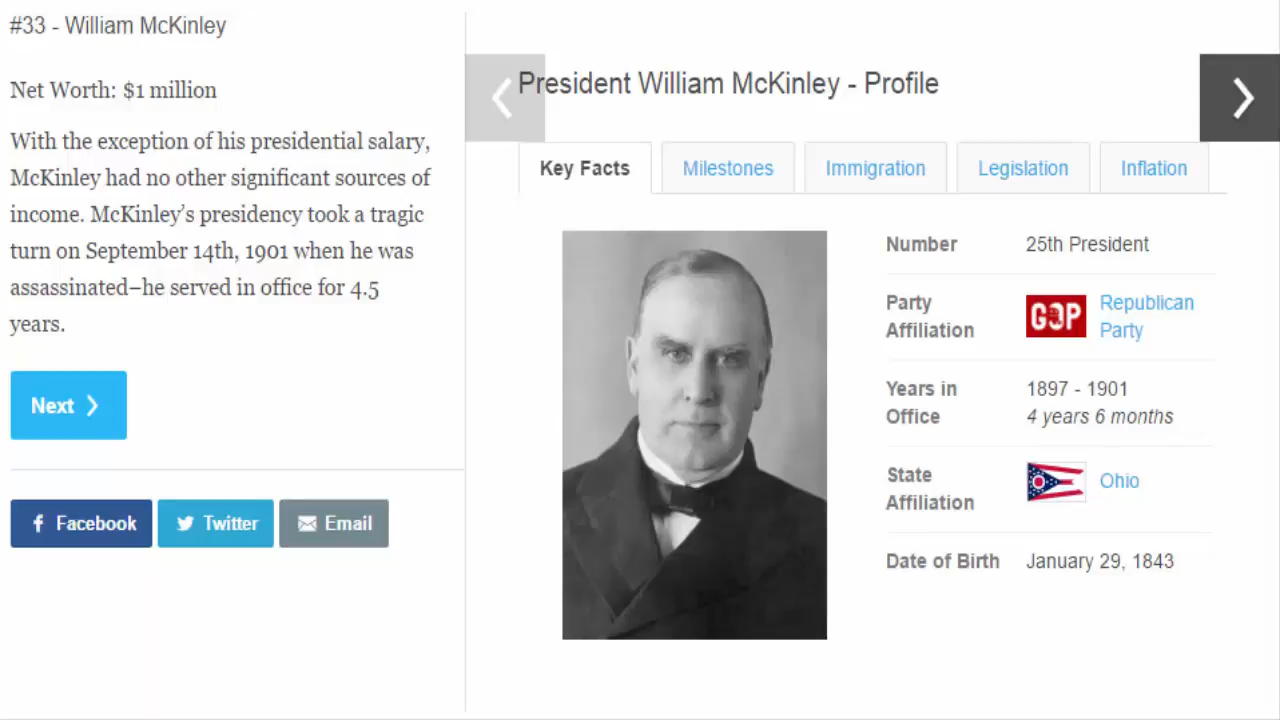 #33 - William McKinley
Net Worth: $1 million
With the exception of his presidential salary,
McKinley had no other significant sources of
income. McKinley's presidency took a tragic
turn on September 14th, 1901 when he was
assassinated–he served in office for 4.5
years.
Next
Facebook
Twitter
Email
President William McKinley - Profile
Key Facts
Milestones
Immigration
Legislation
Inflation
Number
25th President
Party
Affiliation
GOP
Republican
Party
Years in
Office
1897 - 1901
4 years 6 months
State
Affiliation
Ohio
Date of Birth
January 29, 1843